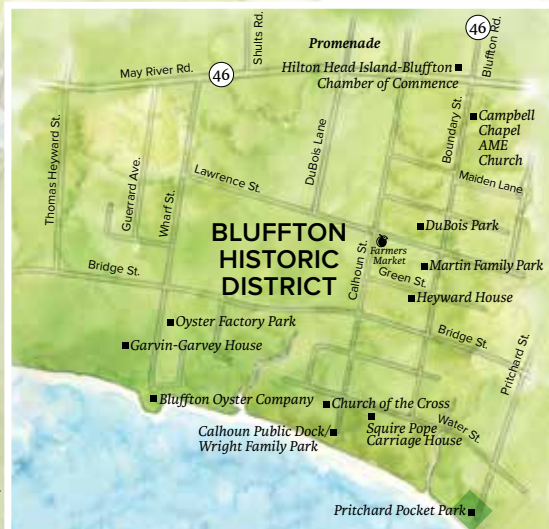 46
Bluffton Rd.
Shults Rd.
Promenade
May River Rd.
46
Hilton Head Island-Bluffton
Chamber of Commerce
Boundary St.
Campbell
Chapel
AME
Church
Thomas Heyward St.
Guerrard Ave.
Wharf St.
DuBois Lane
Lawrence St.
Maiden Lane
BLUFFTON
HISTORIC
DISTRICT
DuBois Park
Farmers
Market
Calhoun St.
Green St.
Martin Family Park
Bridge St.
Heyward House
Oyster Factory Park
Bridge St.
Garvin-Garvey House
Pritchard St.
Bluffton Oyster Company
Church of the Cross
Squire Pope
Carriage House
Water St.
Calhoun Public Dock/
Wright Family Park
Pritchard Pocket Park